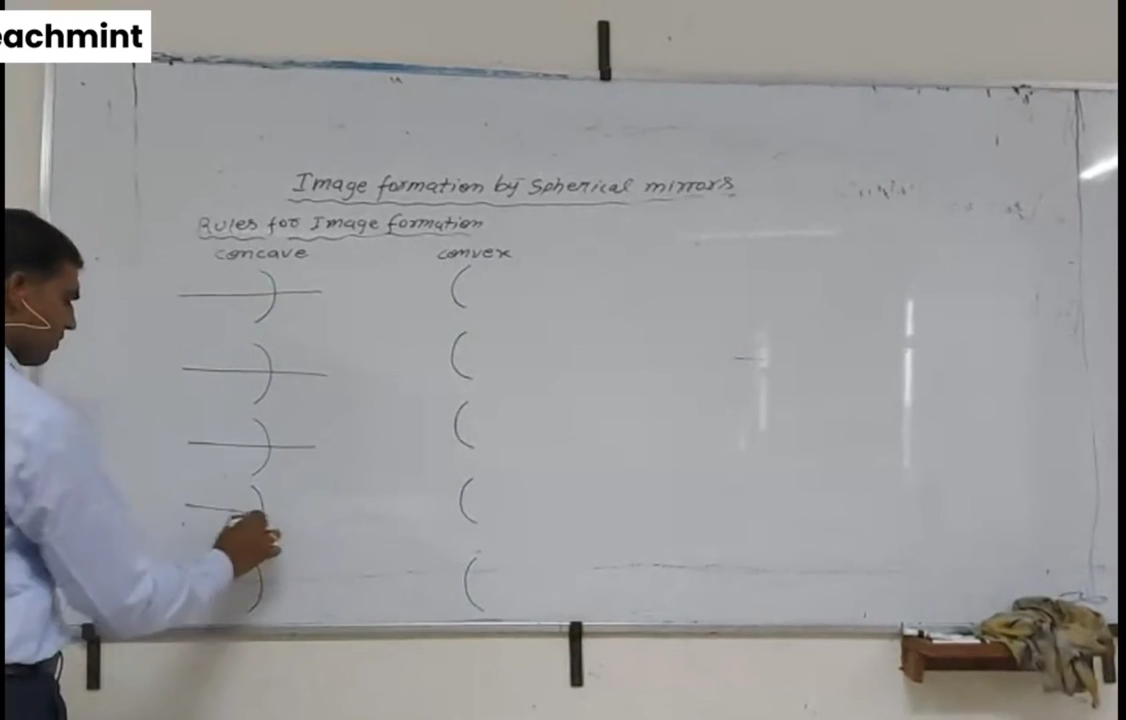 eachmint
Image formation by Spherical mirrors
Rules for Image formation
concave convex